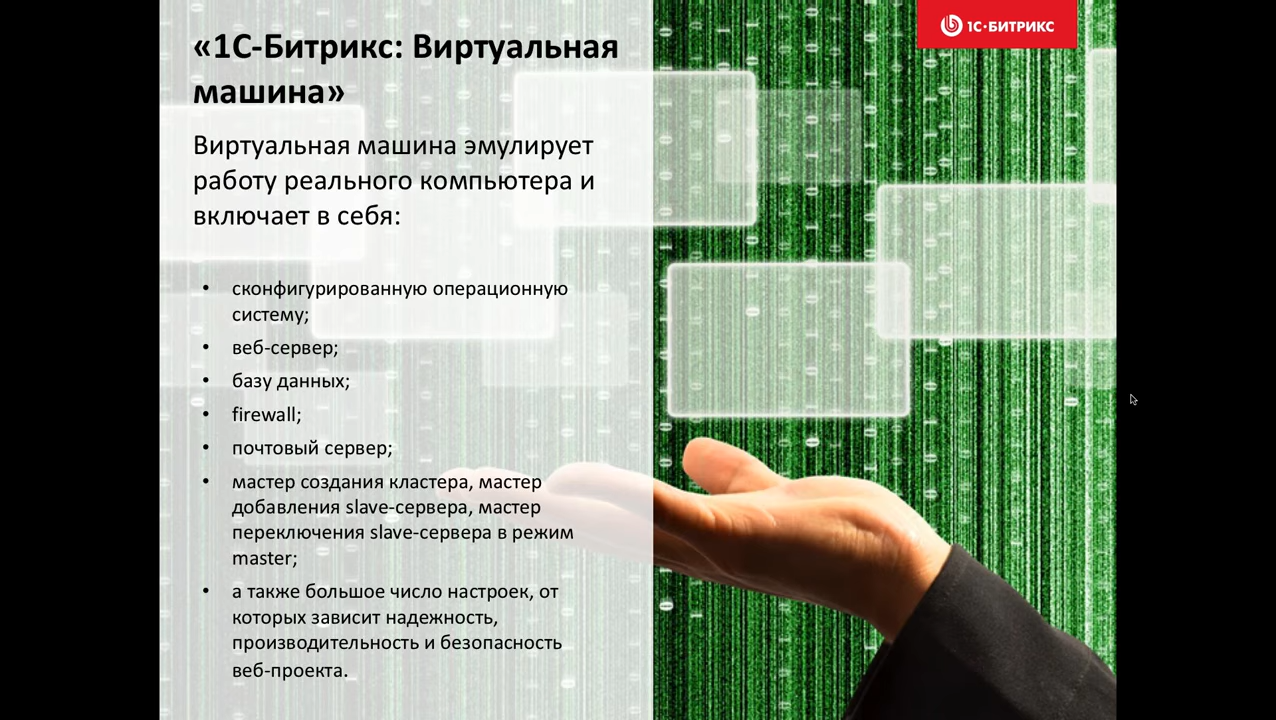 1С·БИТРИКС
«1С-Битрикс: Виртуальная
машина»
Виртуальная машина эмулирует
работу реального компьютера и
включает в себя:
• сконфигурированную операционную
систему;
• веб-сервер;
• базу данных;
• firewall;
• почтовый сервер;
• мастер создания кластера, мастер
добавления slave-сервера, мастер
переключения slave-сервера в режим
master;
• а также большое число настроек, от
которых зависит надежность,
производительность и безопасность
веб-проекта.